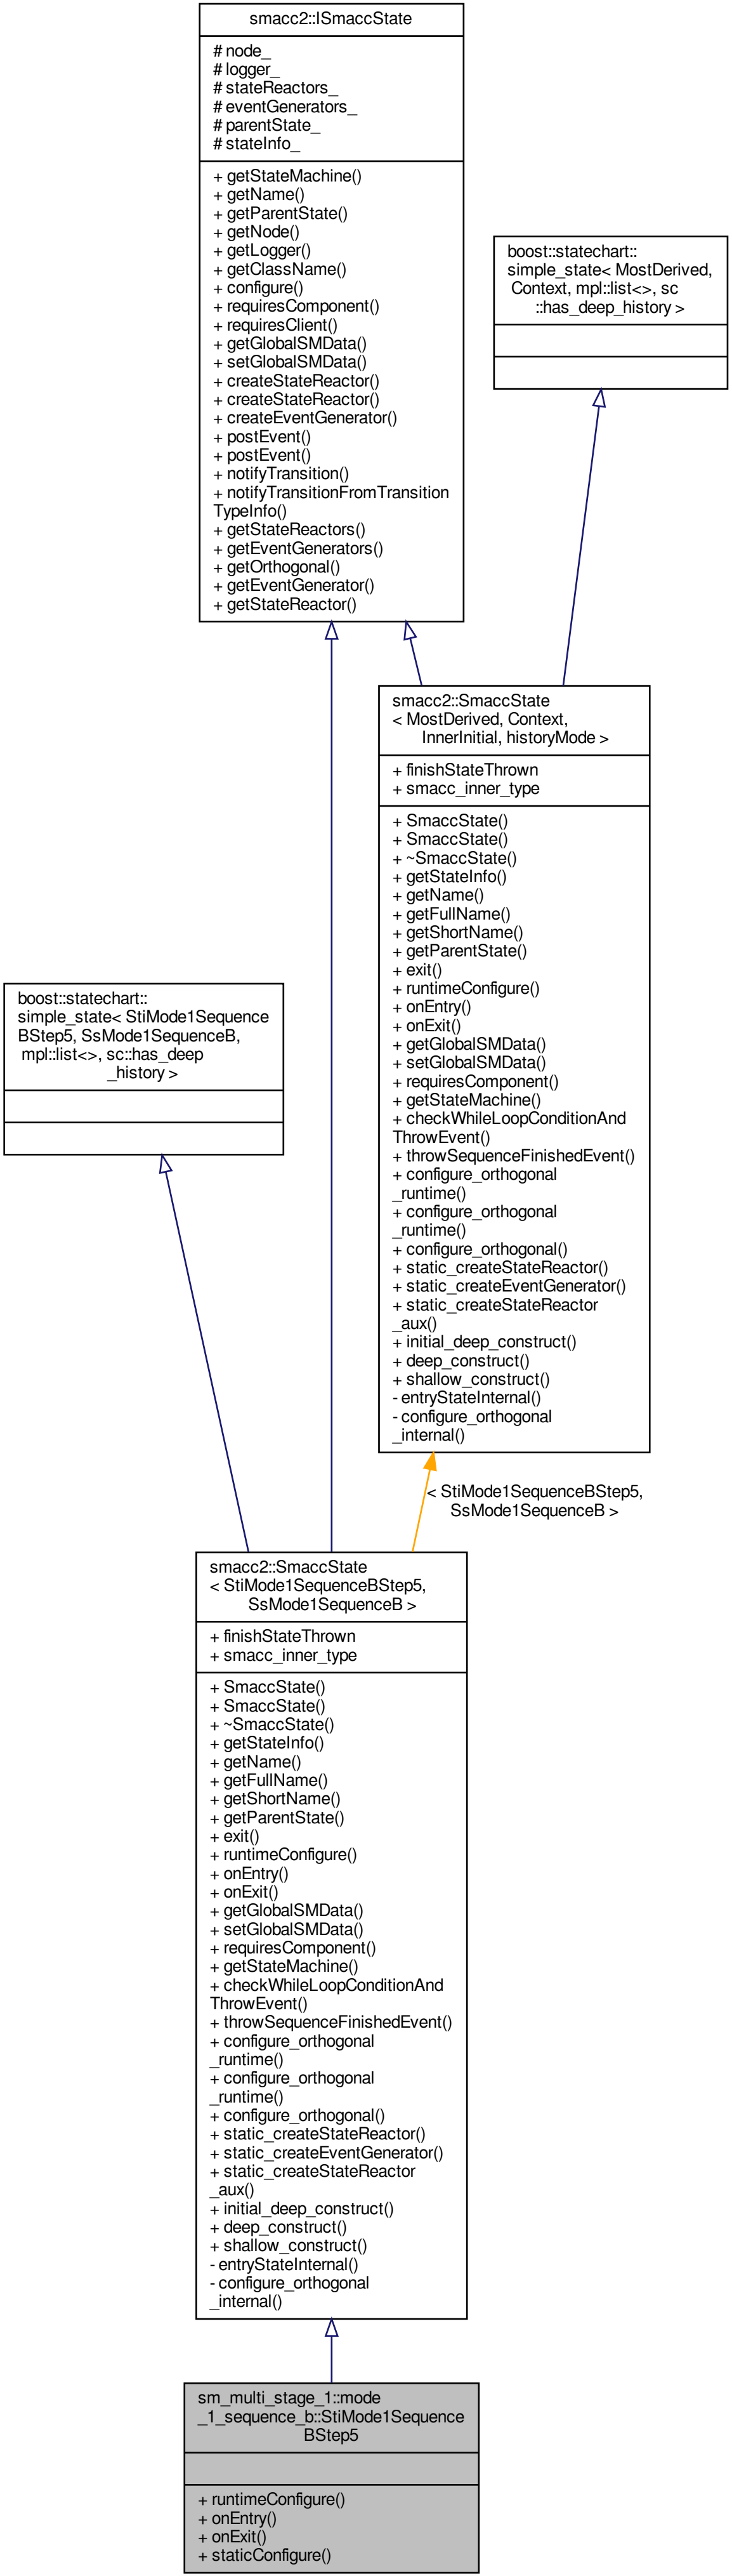 smacc2::ISmaccState
# node_
# logger_
# stateReactors_
# eventGenerators_
# parentState_
# stateInfo_
+ getStateMachine()
+ getName()
+ getParentState()
+ getNode()
+ getLogger()
+ getClassName()
+ configure()
+ requiresComponent()
+ requiresClient()
+ getGlobalSMData()
+ setGlobalSMData()
+ createStateReactor()
+ createStateReactor()
+ createEventGenerator()
+ postEvent()
+ postEvent()
+ notifyTransition()
+ notifyTransitionFromTransition
TypeInfo()
+ getStateReactors()
+ getEventGenerators()
+ getOrthogonal()
+ getEventGenerator()
+ getStateReactor()
boost::statechart::
simple_state< MostDerived,
Context, mpl::list<>, sc
::has_deep_history >
smacc2::SmaccState
< MostDerived, Context,
InnerInitial, historyMode >
+ finishStateThrown
+ smacc_inner_type
+ SmaccState()
+ SmaccState()
+ ~SmaccState()
+ getStateInfo()
+ getName()
+ getFullName()
+ getShortName()
+ getParentState()
+ exit()
+ runtimeConfigure()
+ onEntry()
+ onExit()
+ getGlobalSMData()
+ setGlobalSMData()
+ requiresComponent()
+ getStateMachine()
+ checkWhileLoopConditionAnd
ThrowEvent()
+ throwSequenceFinishedEvent()
+ configure_orthogonal
_runtime()
+ configure_orthogonal
_runtime()
+ configure_orthogonal()
+ static_createStateReactor()
+ static_createEventGenerator()
+ static_createStateReactor
_aux()
+ initial_deep_construct()
+ deep_construct()
+ shallow_construct()
- entryStateInternal()
- configure_orthogonal
_internal()
boost::statechart::
simple_state< StiMode1Sequence
BStep5, SsMode1SequenceB,
mpl::list<>, sc::has_deep
_history >
< StiMode1SequenceBStep5,
SsMode1SequenceB >
smacc2::SmaccState
< StiMode1SequenceBStep5,
SsMode1SequenceB >
+ finishStateThrown
+ smacc_inner_type
+ SmaccState()
+ SmaccState()
+ ~SmaccState()
+ getStateInfo()
+ getName()
+ getFullName()
+ getShortName()
+ getParentState()
+ exit()
+ runtimeConfigure()
+ onEntry()
+ onExit()
+ getGlobalSMData()
+ setGlobalSMData()
+ requiresComponent()
+ getStateMachine()
+ checkWhileLoopConditionAnd
ThrowEvent()
+ throwSequenceFinishedEvent()
+ configure_orthogonal
_runtime()
+ configure_orthogonal
_runtime()
+ configure_orthogonal()
+ static_createStateReactor()
+ static_createEventGenerator()
+ static_createStateReactor
_aux()
+ initial_deep_construct()
+ deep_construct()
+ shallow_construct()
- entryStateInternal()
- configure_orthogonal
_internal()
sm_multi_stage_1::mode
_1_sequence_b::StiMode1Sequence
BStep5
+ runtimeConfigure()
+ onEntry()
+ onExit()
+ staticConfigure()